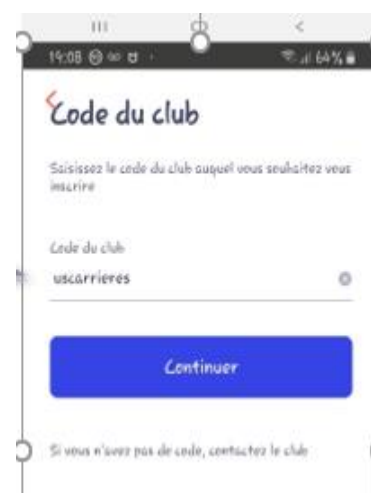 19:08
64%
Code du club
Saisissez le code du club auquel vous souhaitez vous
inscrire
Code du club
uscarrieres
Continuer
Si vous n'avez pas de code, contactez le club